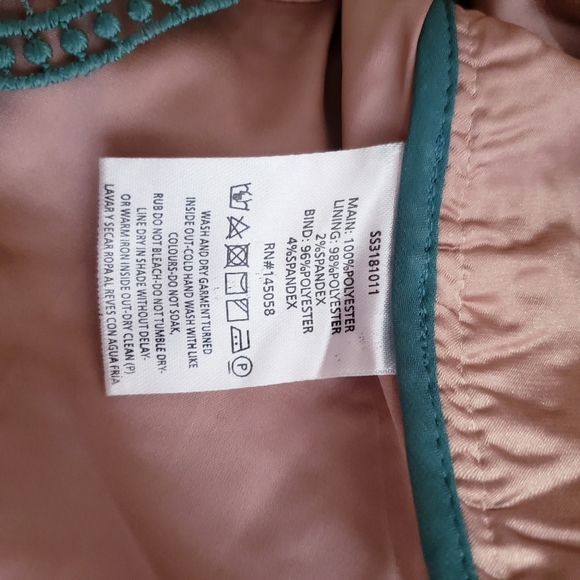 SS3181011
MAIN: 100%POLYESTER
LINING: 98%POLYESTER
2%SPANDEX
BIND: 96%POLYESTER
4%SPANDEX
RN#145058
P
WASH AND DRY GARMENT TURNED
INSIDE OUT-COLD HAND WASH WITH LIKE
COLOURS-DO NOT SOAK,
RUB DO NOT BLEACH-DO NOT TUMBLE DRY-
LINE DRY IN SHADE WITHOUT DELAY-
OR WARM IRON INSIDE OUT-DRY CLEAN (P)
LAVAR Y SECAR ROPA AL REVES CON AGUA FRIA